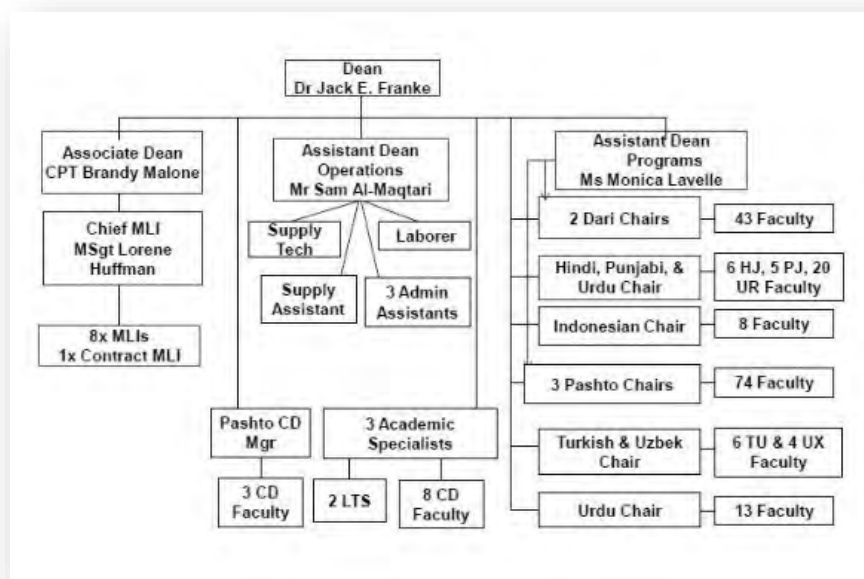 Dean
Dr Jack E. Franke
Associate Dean
CPT Brandy Malone
Assistant Dean
Operations
Mr Sam Al-Maqtari
Assistant Dean
Programs
Ms Monica Lavelle
Chief MLI
MSgt Lorene
Huffman
8x MLIs
1x Contract MLI
Supply
Tech
Laborer
Supply
Assistant
3 Admin
Assistants
2 Dari Chairs
43 Faculty
Hindi, Punjabi, &
Urdu Chair
6 HJ, 5 PJ, 20
UR Faculty
Indonesian Chair
8 Faculty
3 Pashto Chairs
74 Faculty
Pashto CD
Mgr
3 Academic
Specialists
Turkish & Uzbek
Chair
6 TU & 4 UX
Faculty
3 CD
Faculty
2 LTS
8 CD
Faculty
Urdu Chair
13 Faculty